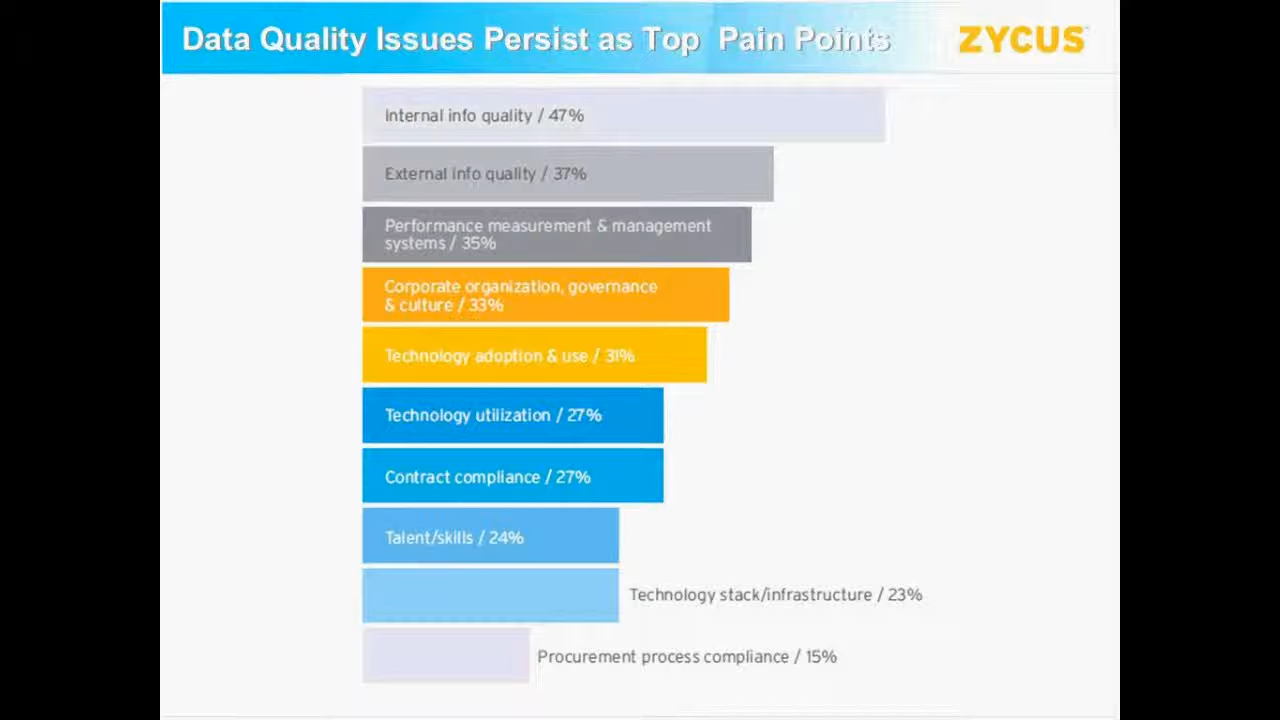 Data Quality Issues Persist as Top Pain Points
ZYCUS
Internal info quality / 47%
External info quality / 37%
Performance measurement & management
systems / 35%
Corporate organization, governance
& culture / 33%
Technology adoption & use / 31%
Technology utilization / 27%
Contract compliance / 27%
Talent/skills / 24%
Technology stack/infrastructure / 23%
Procurement process compliance / 15%